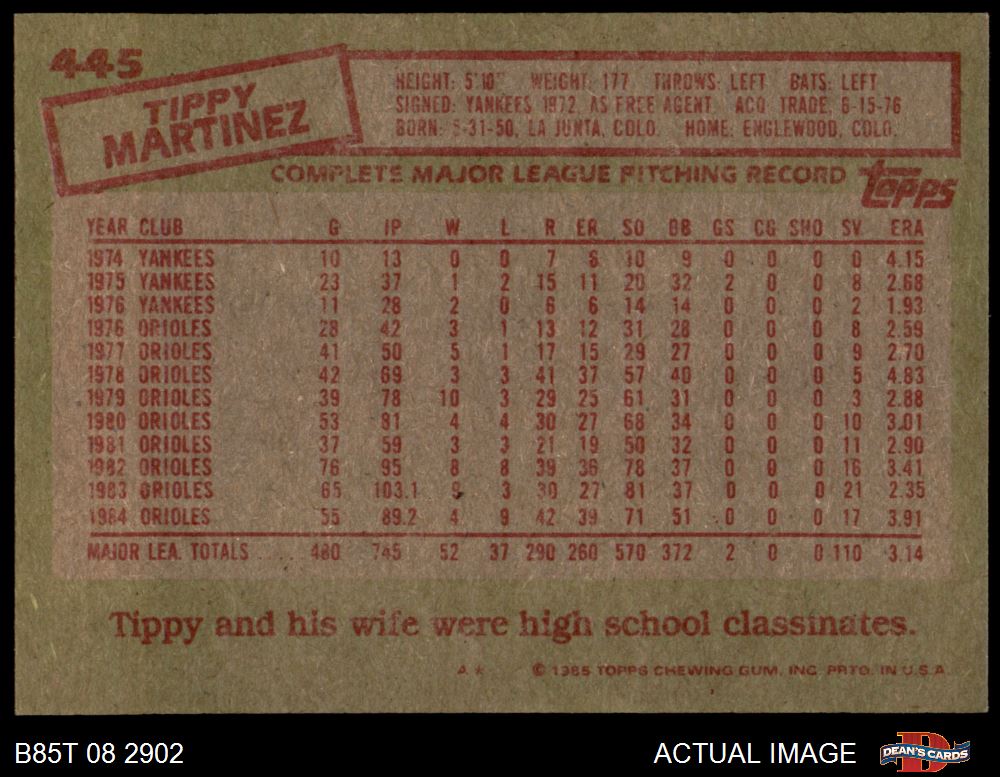 445
TIPPY
MARTINEZ
HEIGHT: 5'10" WEIGHT: 177 THROWS: LEFT BATS: LEFT
SIGNED: YANKEES 1972, AS FREE AGENT ACQ. TRADE, 6-15-76
BORN: 5-31-50, LA JUNTA, COLO. HOME: ENGLEWOOD, COLO.
COMPLETE MAJOR LEAGUE PITCHING RECORD topps
YEAR CLUB G IP W L R ER SO BB GS CG SHO SV ERA
1974 YANKEES 10 13 0 0 7 6 10 9 0 0 0 0 4.15
1975 YANKEES 23 37 1 2 15 11 20 32 2 0 0 8 2.68
1976 YANKEES 11 28 2 0 6 6 14 14 0 0 0 2 1.93
1976 ORIOLES 28 42 3 1 13 12 31 28 0 0 0 8 2.59
1977 ORIOLES 41 50 5 1 17 15 29 27 0 0 0 9 2.70
1978 ORIOLES 42 69 3 3 41 37 57 40 0 0 0 5 4.83
1979 ORIOLES 39 78 10 3 29 25 61 31 0 0 0 3 2.88
1980 ORIOLES 53 81 4 4 30 27 68 34 0 0 0 10 3.01
1981 ORIOLES 37 59 3 3 21 19 50 32 0 0 0 11 2.90
1982 ORIOLES 76 95 8 8 39 36 78 37 0 0 0 16 3.41
1983 ORIOLES 65 103.1 9 3 30 27 81 37 0 0 0 21 2.35
1984 ORIOLES 55 89.2 4 9 42 39 71 51 0 0 0 17 3.91
MAJOR LEA. TOTALS 480 745 52 37 290 260 570 372 2 0 0 110 3.14
Tippy and his wife were high school classmates.
A * © 1985 TOPPS CHEWING GUM, INC. PRTD. IN U.S.A.
B85T 08 2902 ACTUAL IMAGE DEAN'S CARDS